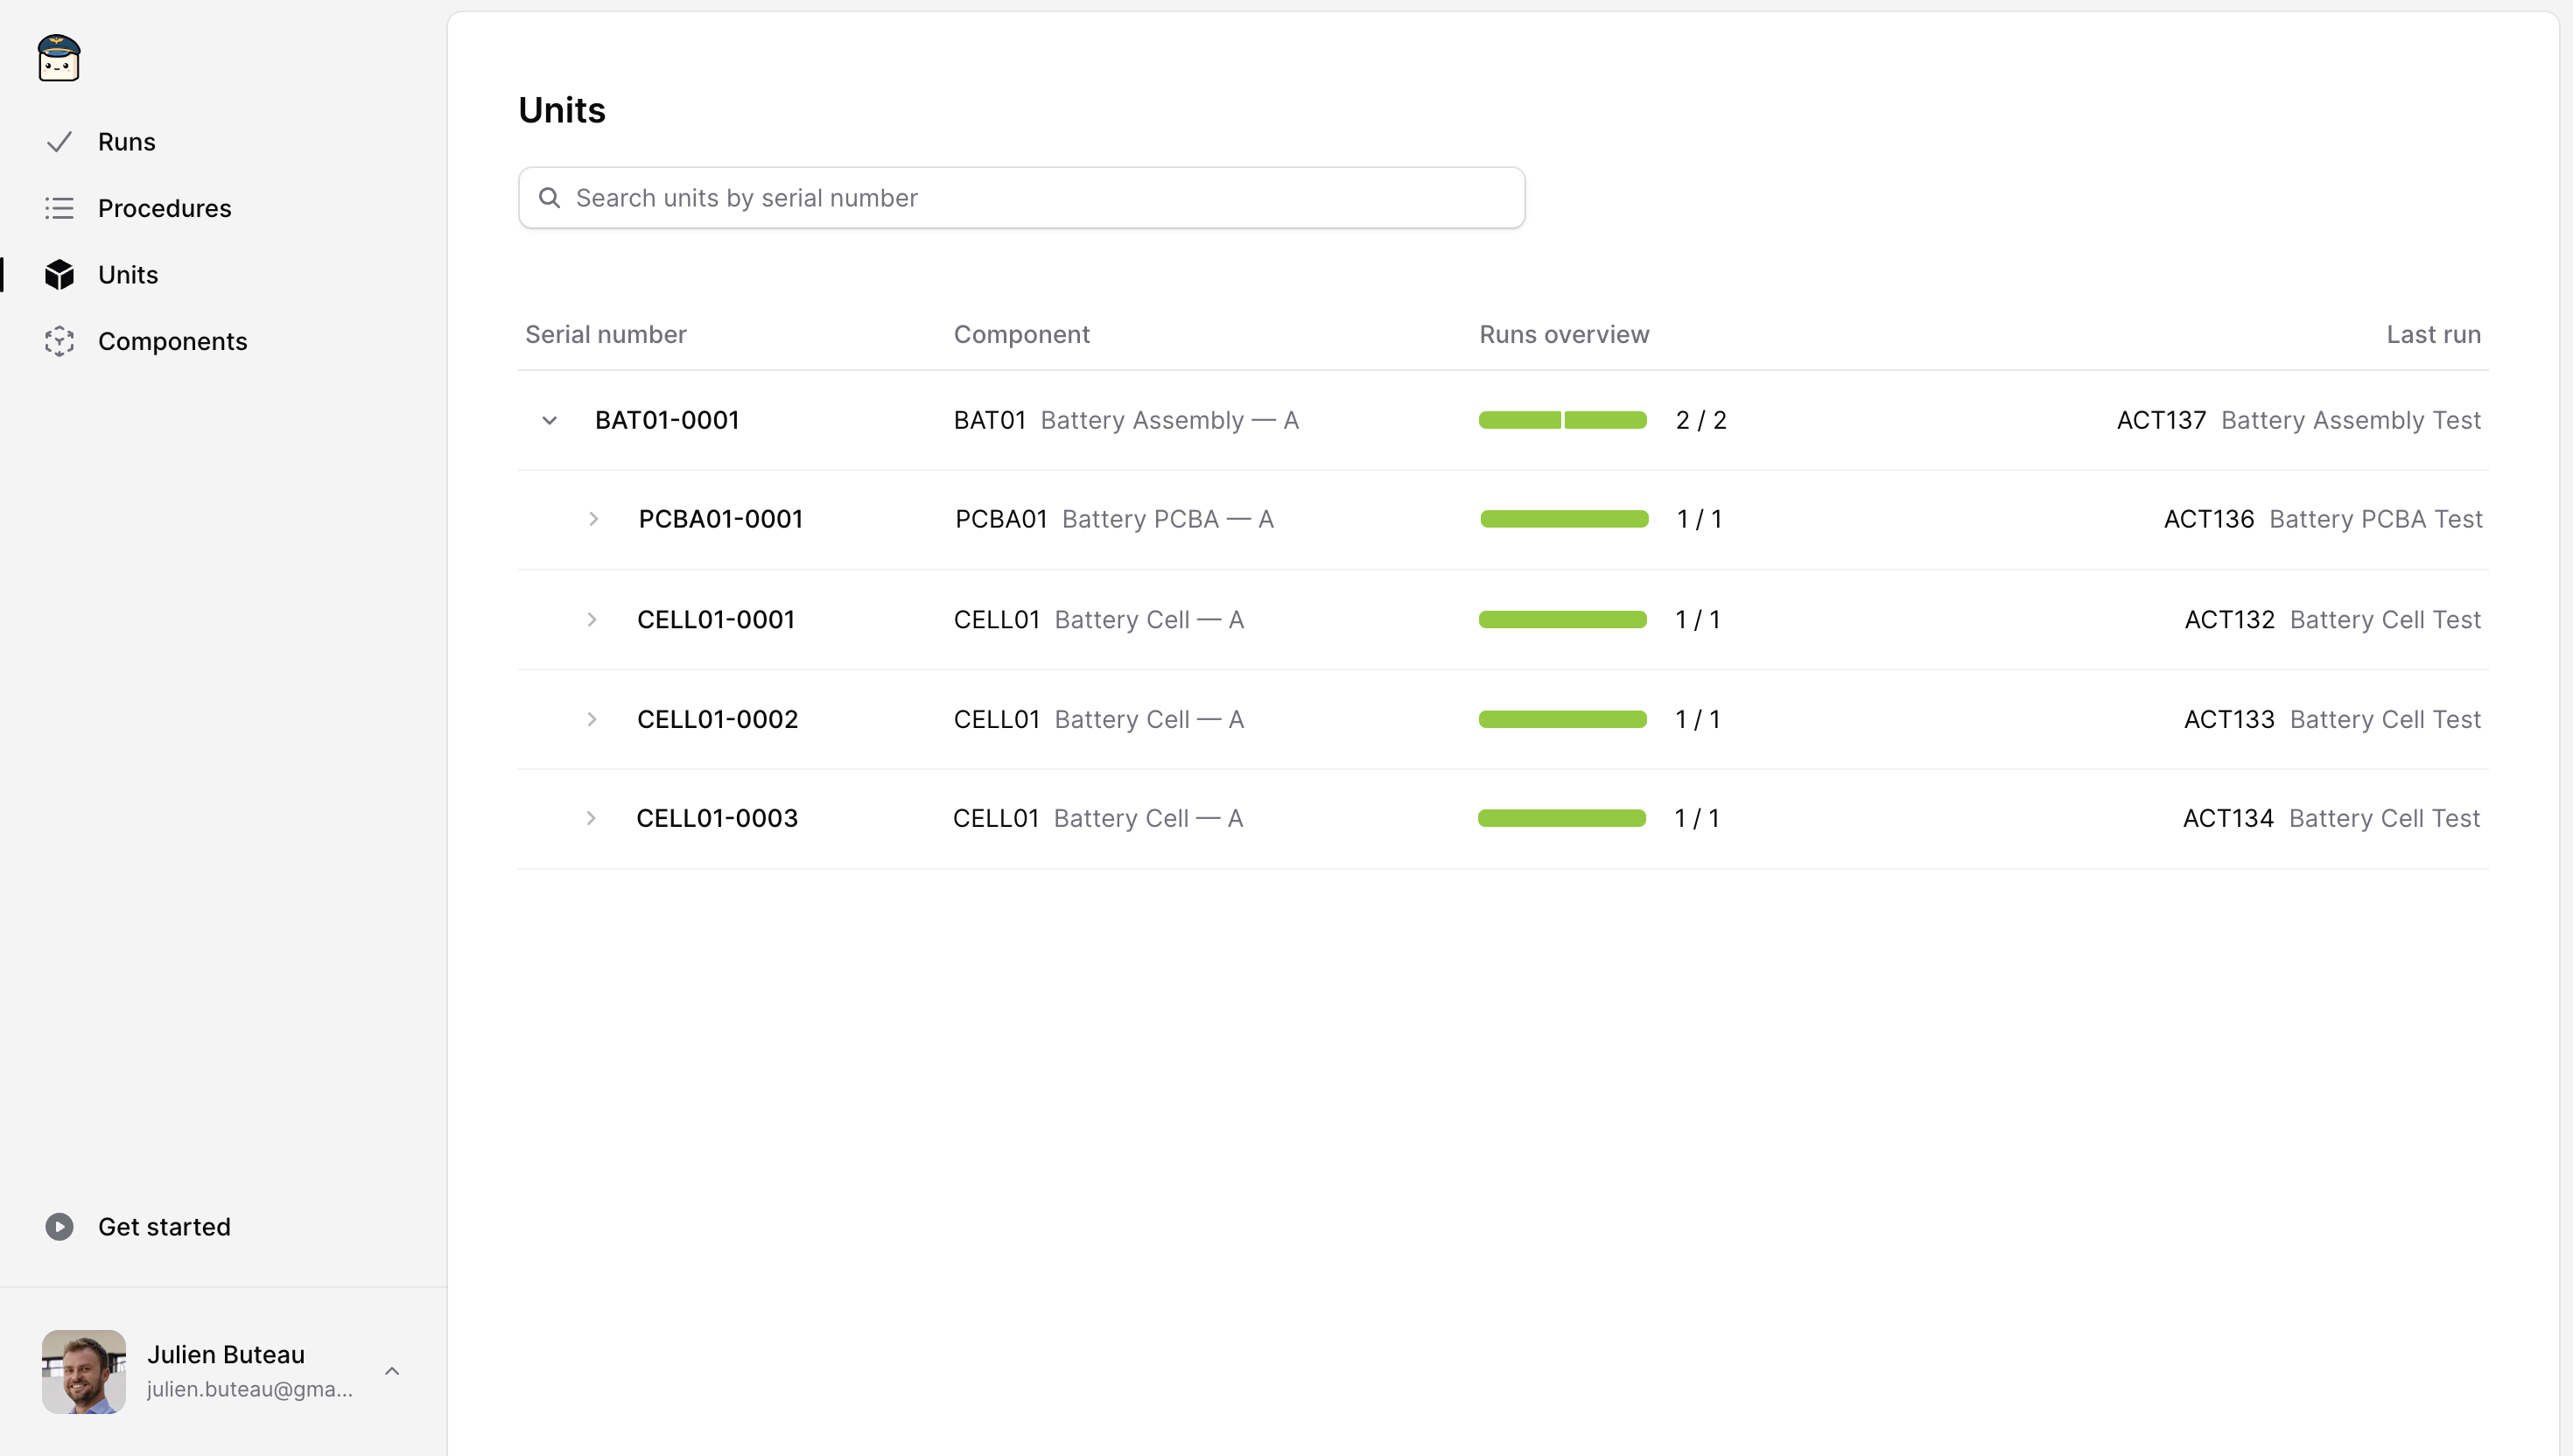 Runs
Procedures
Units
Components
Get started
Julien Buteau
julien.buteau@gma...
Units
Search units by serial number
Serial number Component Runs overview Last run
BAT01-0001 BAT01 Battery Assembly — A 2 / 2 ACT137 Battery Assembly Test
PCBA01-0001 PCBA01 Battery PCBA — A 1 / 1 ACT136 Battery PCBA Test
CELL01-0001 CELL01 Battery Cell — A 1 / 1 ACT132 Battery Cell Test
CELL01-0002 CELL01 Battery Cell — A 1 / 1 ACT133 Battery Cell Test
CELL01-0003 CELL01 Battery Cell — A 1 / 1 ACT134 Battery Cell Test